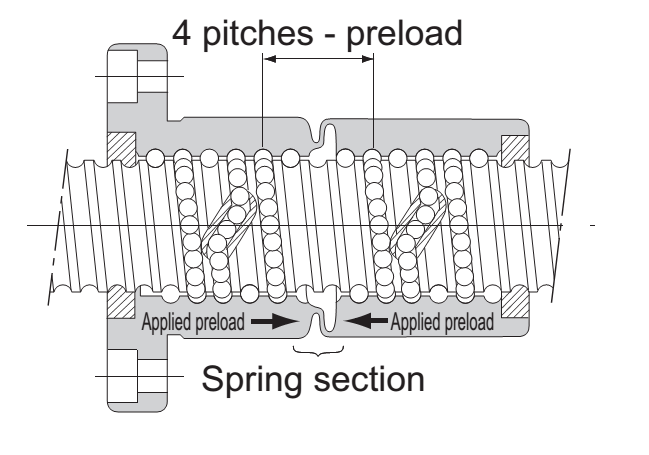 4 pitches - preload
Applied preload
Applied preload
Spring section